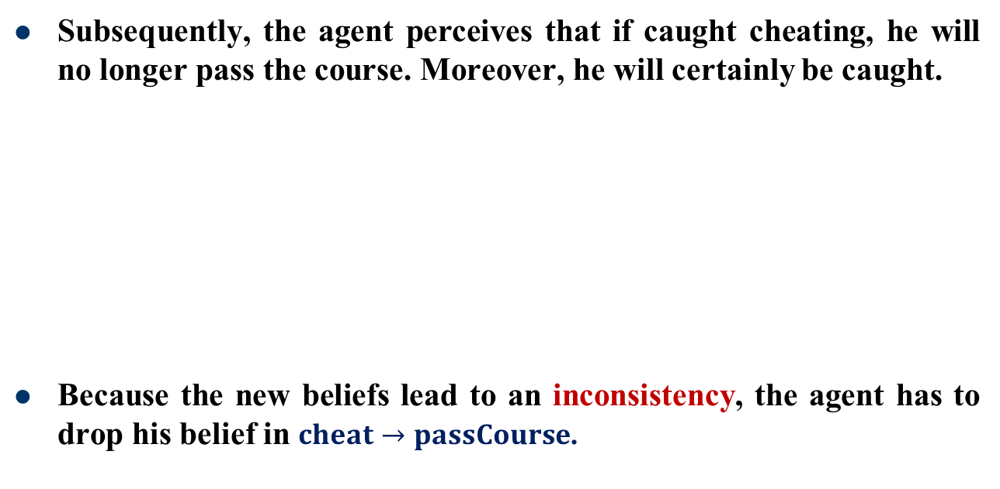 • Subsequently, the agent perceives that if caught cheating, he will
no longer pass the course. Moreover, he will certainly be caught.
• Because the new beliefs lead to an inconsistency, the agent has to
drop his belief in cheat → passCourse.